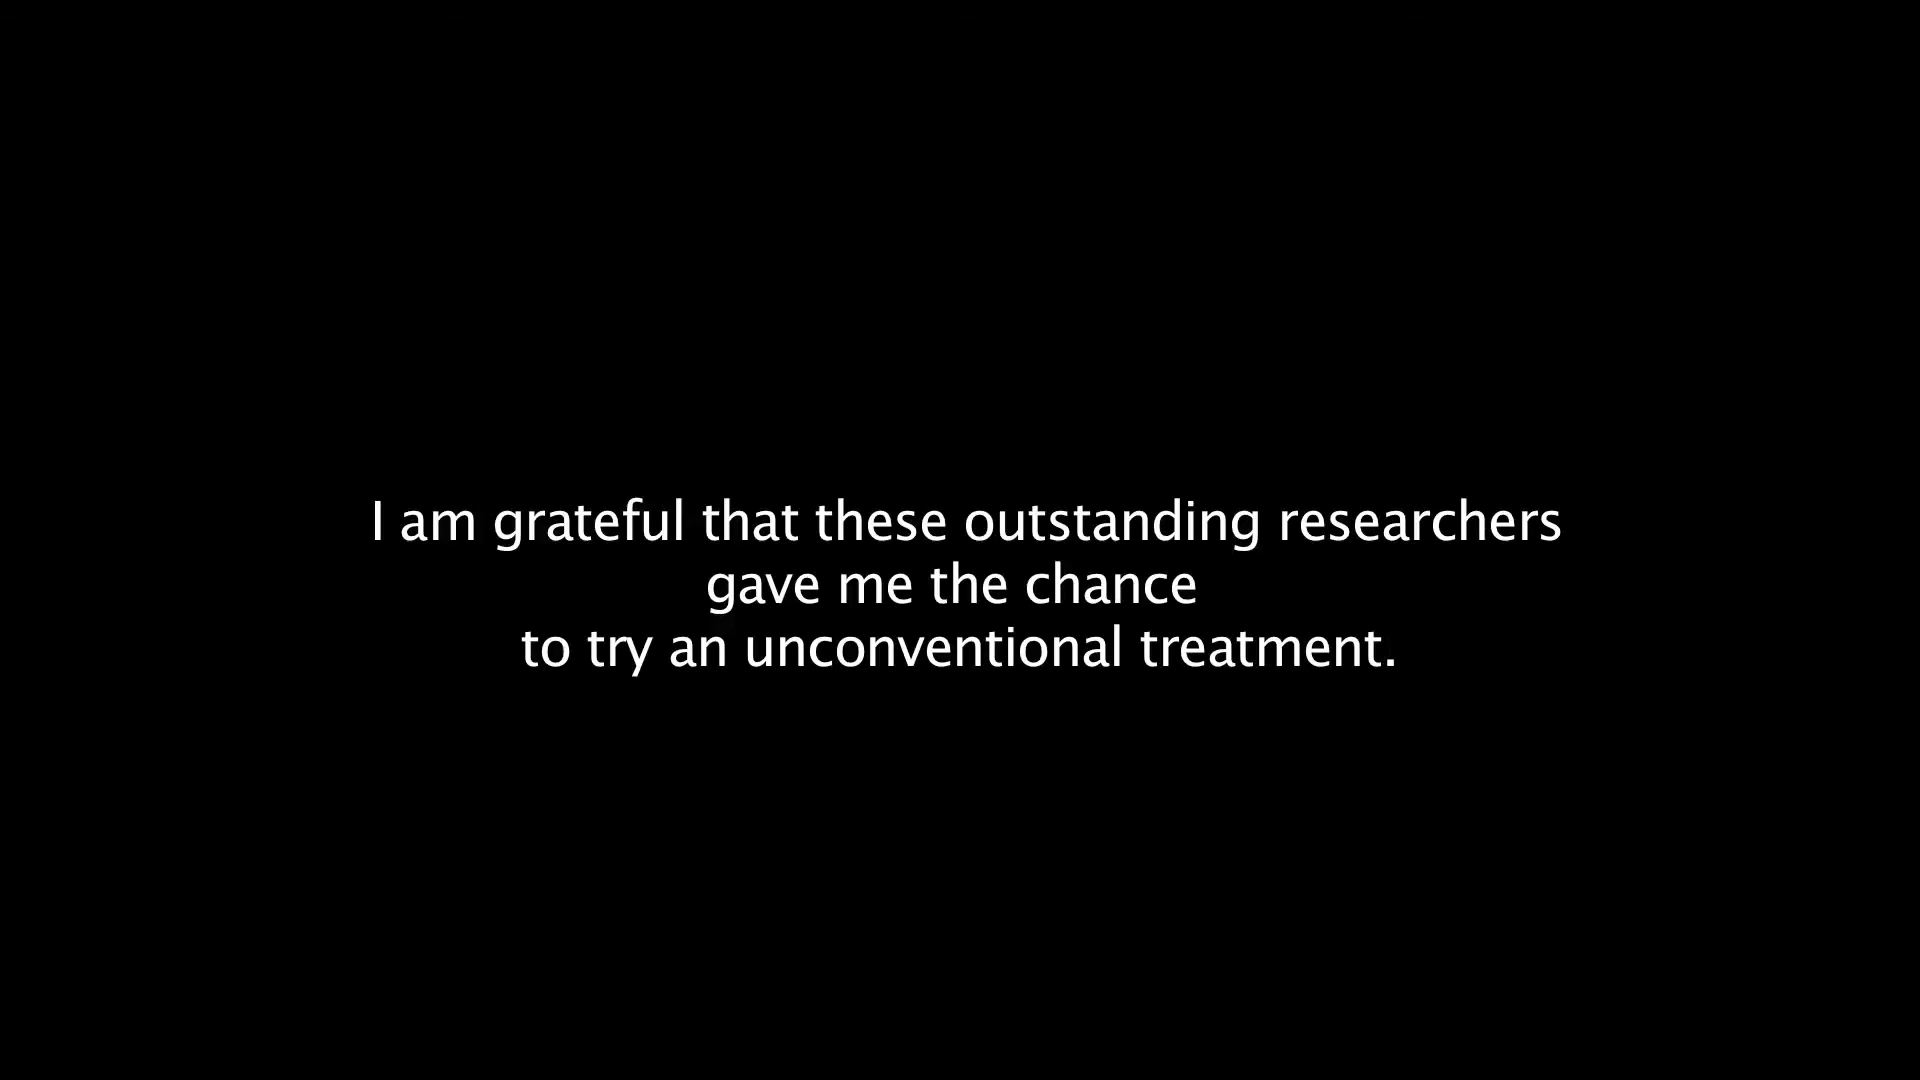 I am grateful that these outstanding researchers
gave me the chance
to try an unconventional treatment.